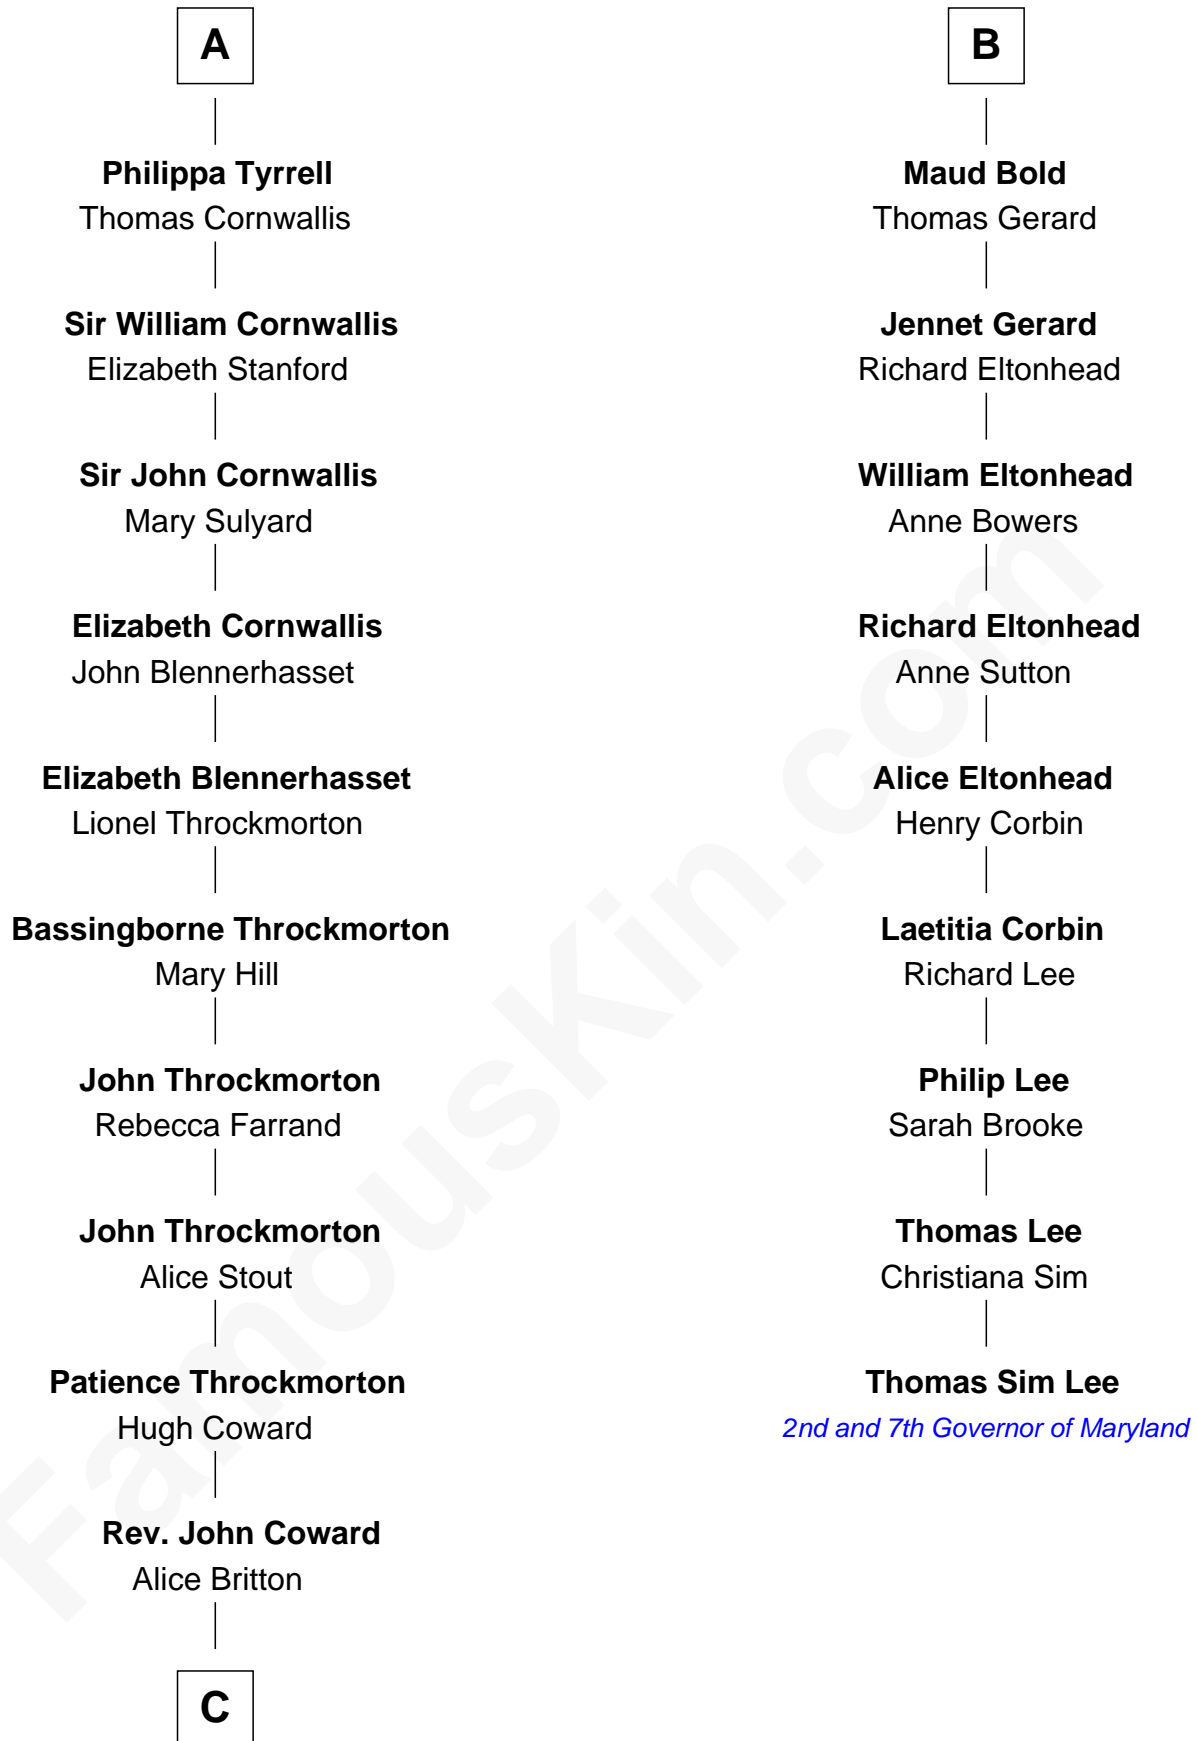 A
Philippa Tyrrell
Thomas Cornwallis
Sir William Cornwallis
Elizabeth Stanford
Sir John Cornwallis
Mary Sulyard
Elizabeth Cornwallis
John Blennerhasset
Elizabeth Blennerhasset
Lionel Throckmorton
Bassingborne Throckmorton
Mary Hill
John Throckmorton
Rebecca Farrand
John Throckmorton
Alice Stout
Patience Throckmorton
Hugh Coward
Rev. John Coward
Alice Britton
C
B
Maud Bold
Thomas Gerard
Jennet Gerard
Richard Eltonhead
William Eltonhead
Anne Bowers
Richard Eltonhead
Anne Sutton
Alice Eltonhead
Henry Corbin
Laetitia Corbin
Richard Lee
Philip Lee
Sarah Brooke
Thomas Lee
Christiana Sim
Thomas Sim Lee
2nd and 7th Governor of Maryland
FamousKin.com